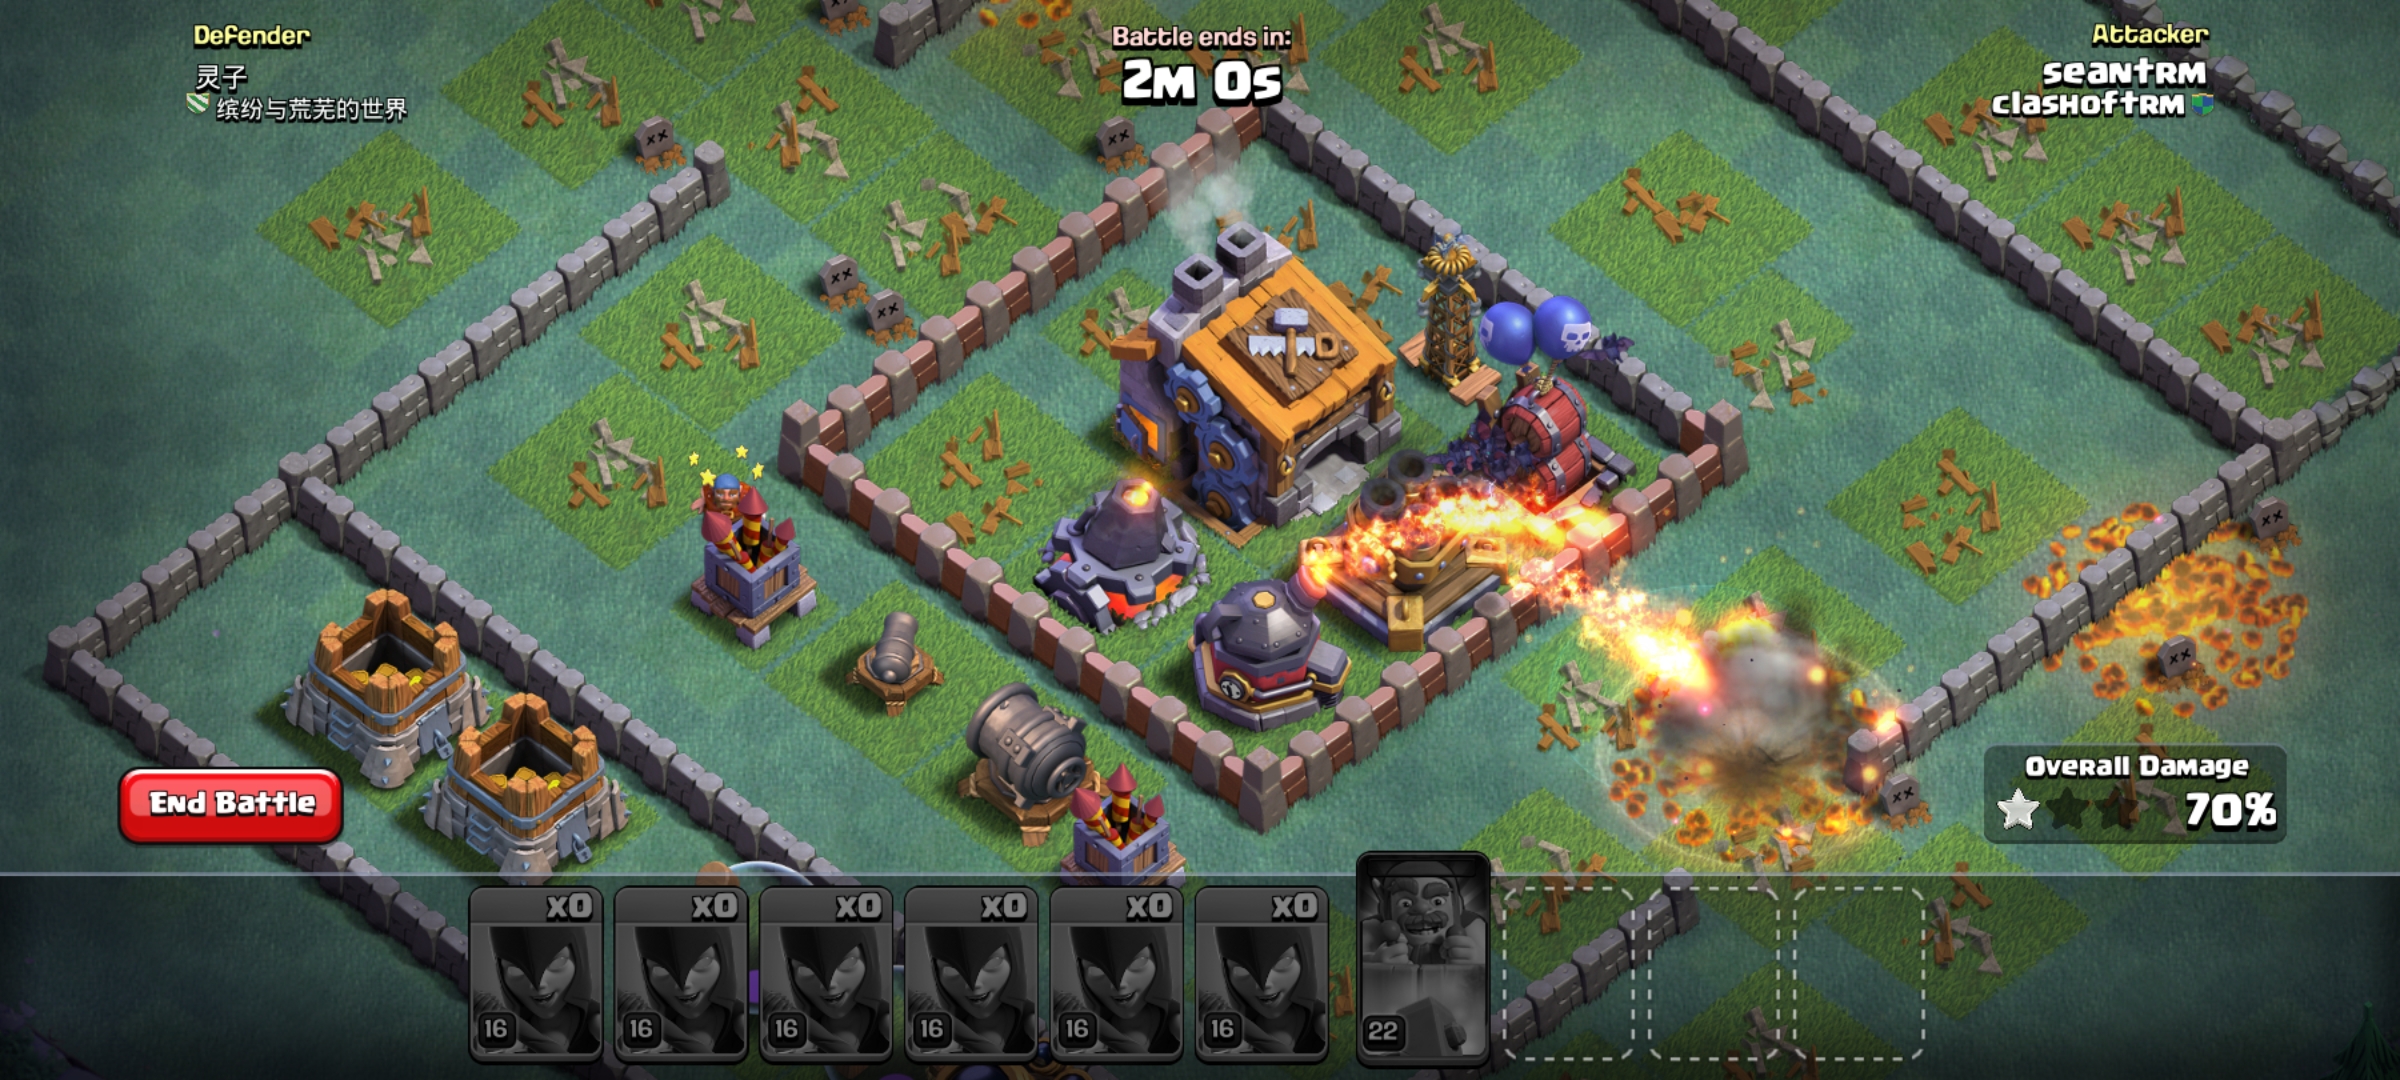 Defender
灵子
缤纷与荒芜的世界
Battle ends in:
2M 0s
Attacker
seantRM
clashoftRM
End Battle
Overall Damage
70%
x0 x0 x0 x0 x0 x0
16 16 16 16 16 16 22